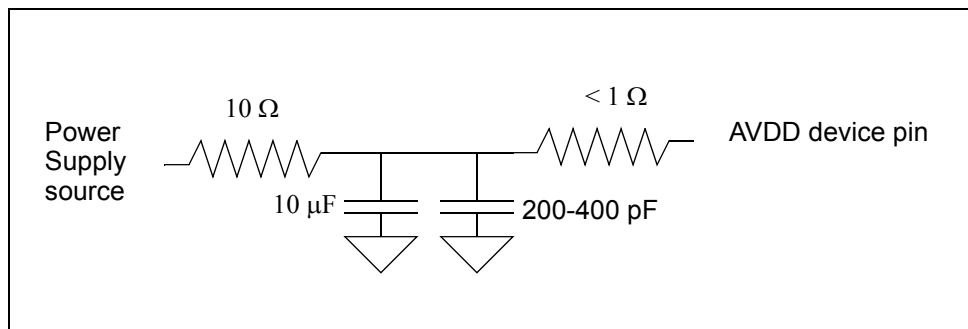 10 Ω
< 1 Ω
Power
Supply
source
AVDD device pin
10 μF
200-400 pF